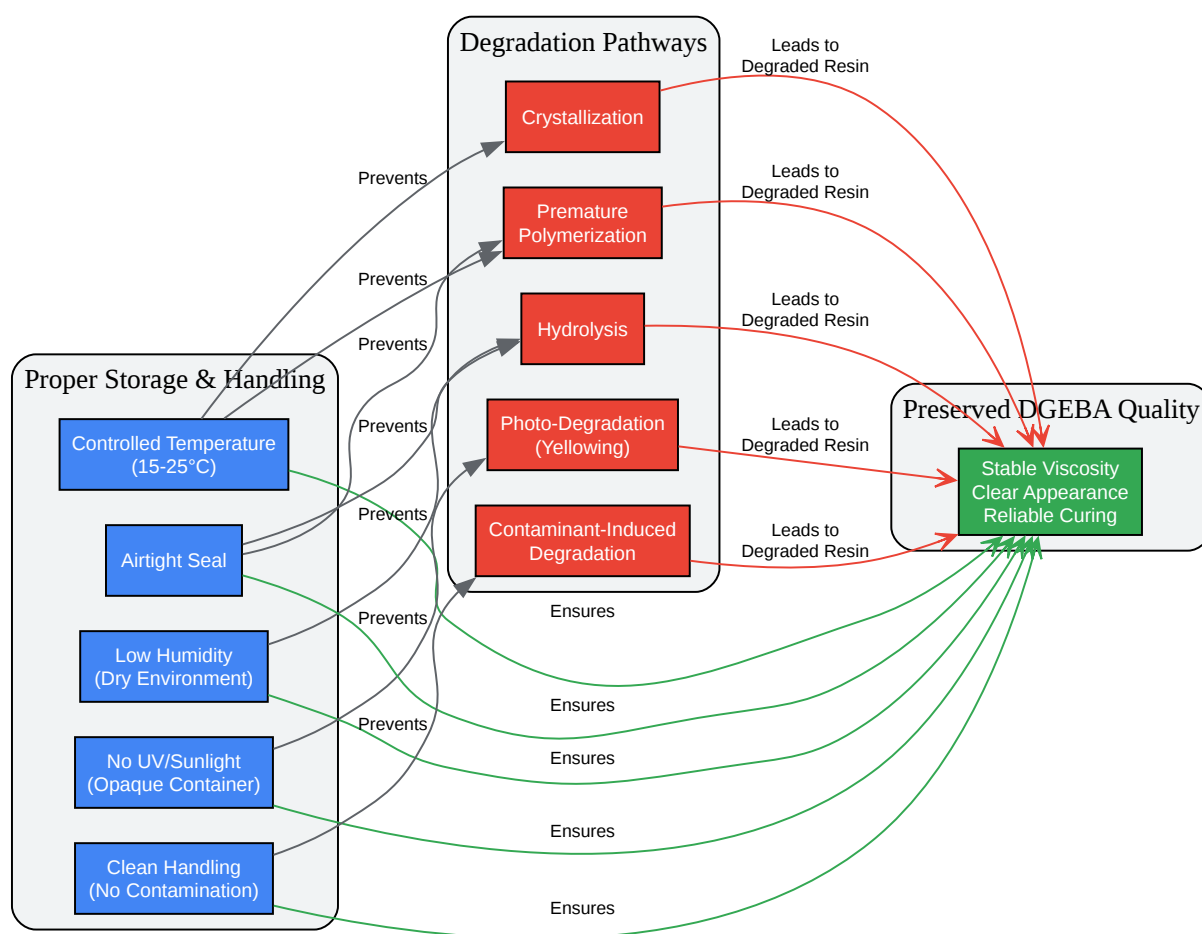 Degradation Pathways
Crystallization
Premature
Polymerization
Hydrolysis
Photo-Degradation
(Yellowing)
Contaminant-Induced
Degradation
Proper Storage & Handling
Controlled Temperature
(15-25°C)
Airtight Seal
Low Humidity
(Dry Environment)
No UV/Sunlight
(Opaque Container)
Clean Handling
(No Contamination)
Prevents
Prevents
Prevents
Prevents
Prevents
Prevents
Prevents
Leads to
Degraded Resin
Leads to
Degraded Resin
Leads to
Degraded Resin
Leads to
Degraded Resin
Leads to
Degraded Resin
Ensures
Ensures
Ensures
Ensures
Ensures
Preserved DGEBA Quality
Stable Viscosity
Clear Appearance
Reliable Curing